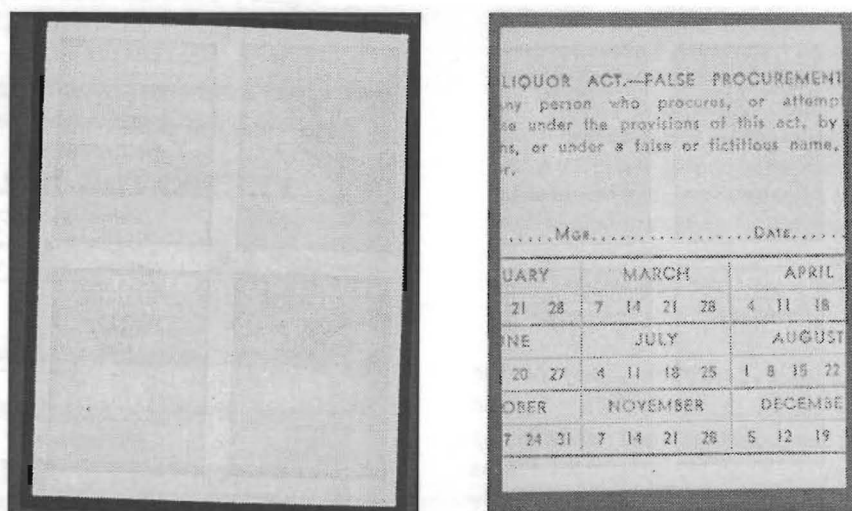 LIQUOR ACT.—FALSE PROCUREMENT
ny person who procures, or attempt
se under the provisions of this act, by
ns, or under a false or fictitious name,
r.
.....MGR..................DATE......
UARY MARCH APRIL
21 28 7 14 21 28 4 11 18
NE JULY AUGUST
20 27 4 11 18 25 1 8 15 22
OBER NOVEMBER DECEMBE
7 24 31 7 14 21 28 5 12 19